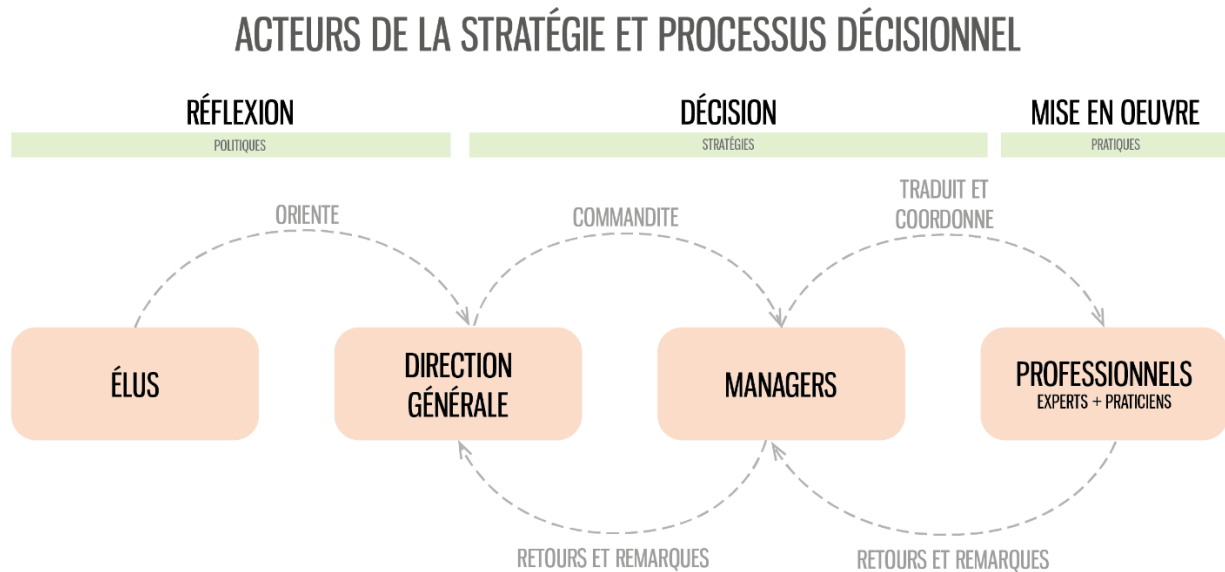 ACTEURS DE LA STRATÉGIE ET PROCESSUS DÉCISIONNEL
RÉFLEXION
POLITIQUES
DÉCISION
STRATÉGIES
MISE EN OEUVRE
PRATIQUES
ORIENTE
COMMANDITE
TRADUIT ET
COORDONNE
ÉLUS
DIRECTION
GÉNÉRALE
MANAGERS
PROFESSIONNELS
EXPERTS + PRATICIENS
RETOURS ET REMARQUES
RETOURS ET REMARQUES